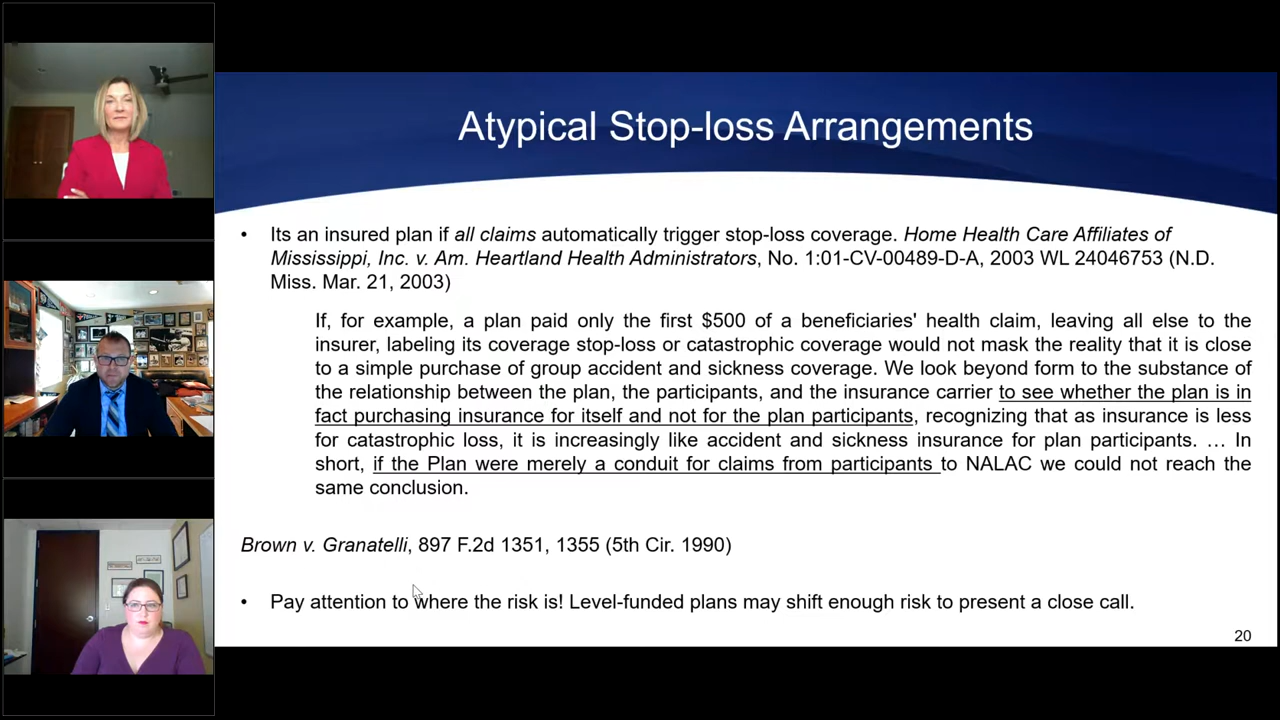 Atypical Stop-loss Arrangements
• Its an insured plan if all claims automatically trigger stop-loss coverage. Home Health Care Affiliates of
Mississippi, Inc. v. Am. Heartland Health Administrators, No. 1:01-CV-00489-D-A, 2003 WL 24046753 (N.D.
Miss. Mar. 21, 2003)
If, for example, a plan paid only the first $500 of a beneficiaries' health claim, leaving all else to the
insurer, labeling its coverage stop-loss or catastrophic coverage would not mask the reality that it is close
to a simple purchase of group accident and sickness coverage. We look beyond form to the substance of
the relationship between the plan, the participants, and the insurance carrier to see whether the plan is in
fact purchasing insurance for itself and not for the plan participants, recognizing that as insurance is less
for catastrophic loss, it is increasingly like accident and sickness insurance for plan participants. … In
short, if the Plan were merely a conduit for claims from participants to NALAC we could not reach the
same conclusion.
Brown v. Granatelli, 897 F.2d 1351, 1355 (5th Cir. 1990)
• Pay attention to where the risk is! Level-funded plans may shift enough risk to present a close call.
20